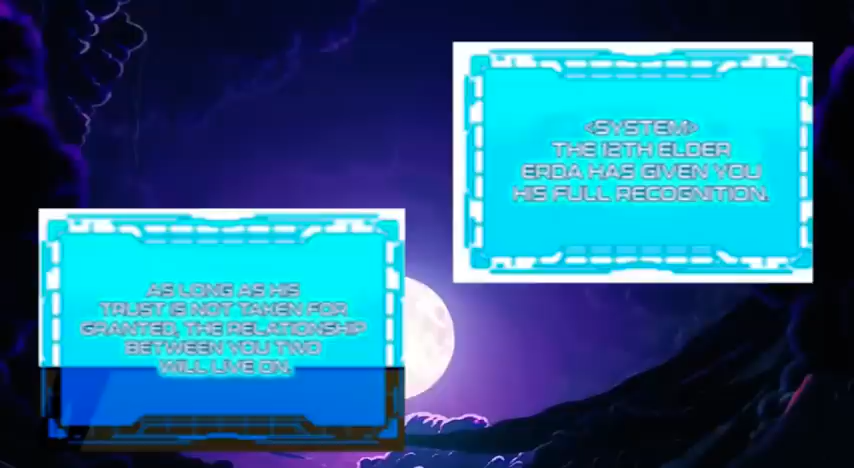 <SYSTEM>
THE 12TH ELDER
ERDA HAS GIVEN YOU
HIS FULL RECOGNITION.
AS LONG AS HIS
TRUST IS NOT TAKEN FOR
GRANTED, THE RELATIONSHIP
BETWEEN YOU TWO
WILL LIVE ON.